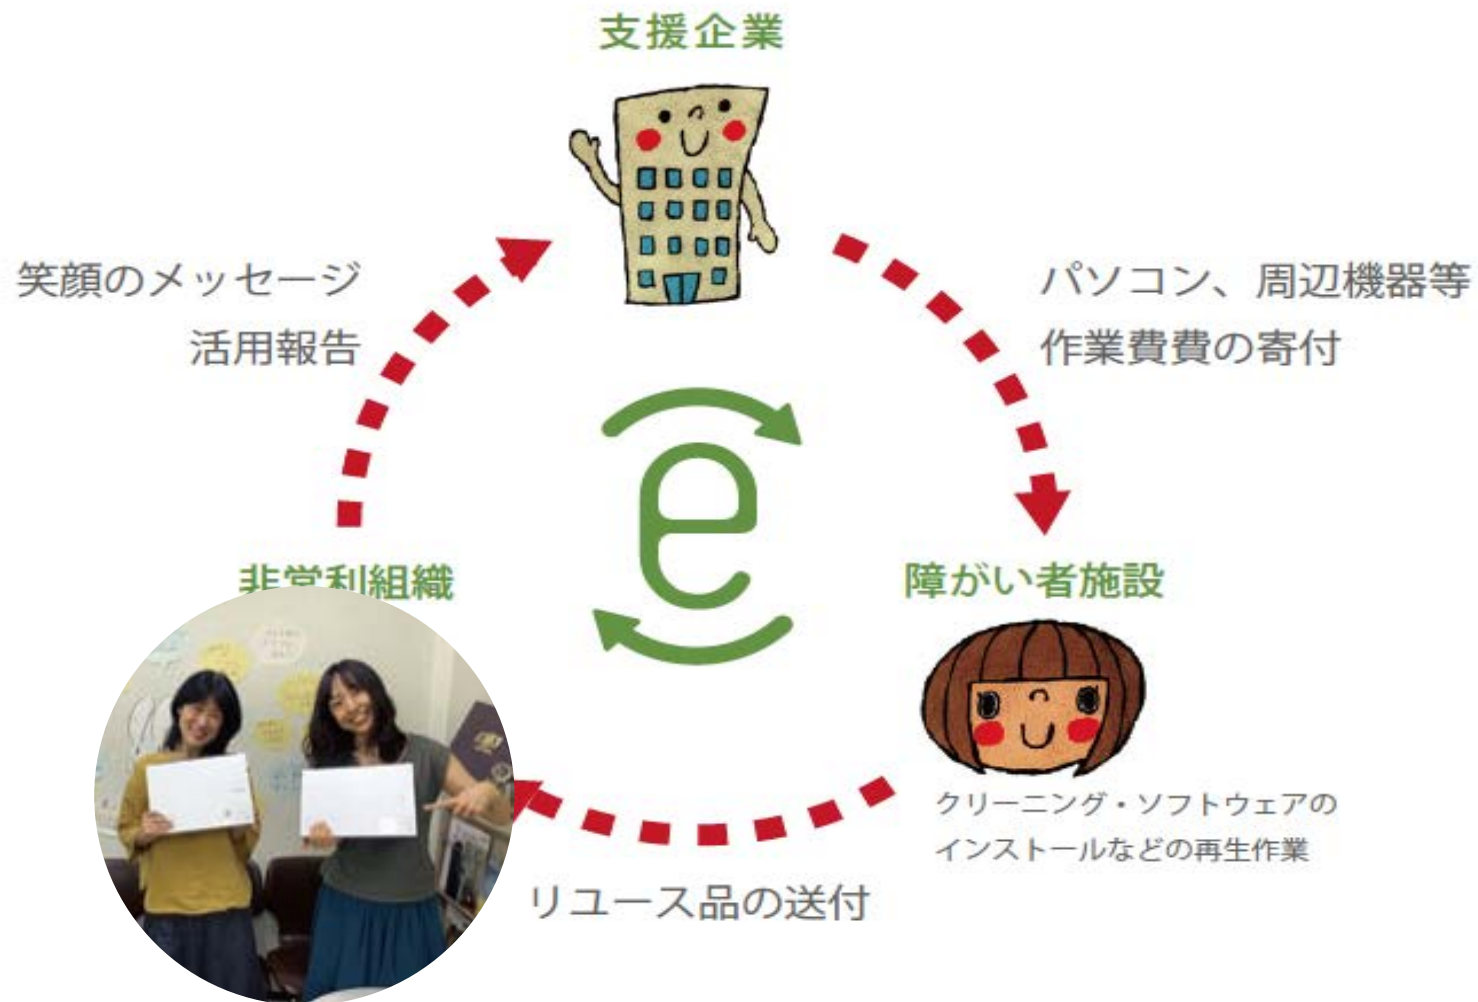 支援企業
笑顔のメッセージ
活用報告
パソコン、周辺機器等
作業費費の寄付
e
非営利組織
障がい者施設
クリーニング・ソフトウェアの
インストールなどの再生作業
リユース品の送付